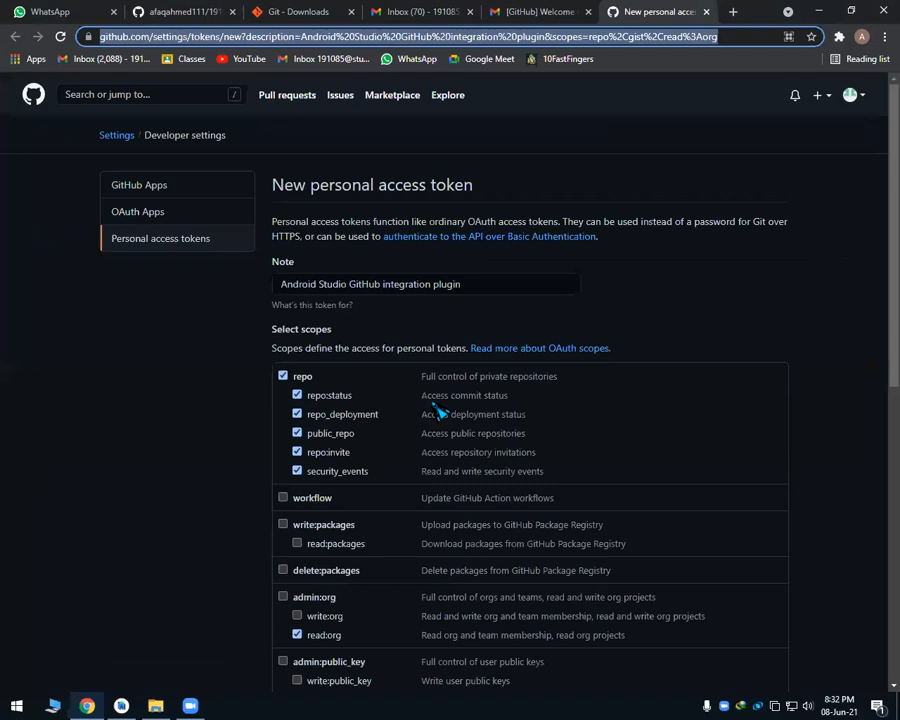 WhatsApp
afaqahmed111/191
Git - Downloads
Inbox (70) - 19108
[GitHub] Welcome
New personal acces
github.com/settings/tokens/new?description=Android%20Studio%20GitHub%20integration%20plugin&scopes=repo%2Cgist%2Cread%3Aorg
A
Apps
Inbox (2,088) - 191...
Classes
YouTube
Inbox 191085@stu...
WhatsApp
Google Meet
10FastFingers
Reading list
Search or jump to...
/
Pull requests
Issues
Marketplace
Explore
Settings / Developer settings
GitHub Apps
OAuth Apps
Personal access tokens
New personal access token
Personal access tokens function like ordinary OAuth access tokens. They can be used instead of a password for Git over
HTTPS, or can be used to authenticate to the API over Basic Authentication.
Note
Android Studio GitHub integration plugin
What's this token for?
Select scopes
Scopes define the access for personal tokens. Read more about OAuth scopes.
repo Full control of private repositories
repo:status Access commit status
repo_deployment Access deployment status
public_repo Access public repositories
repo:invite Access repository invitations
security_events Read and write security events
workflow Update GitHub Action workflows
write:packages Upload packages to GitHub Package Registry
read:packages Download packages from GitHub Package Registry
delete:packages Delete packages from GitHub Package Registry
admin:org Full control of orgs and teams, read and write org projects
write:org Read and write org and team membership, read and write org projects
read:org Read org and team membership, read org projects
admin:public_key Full control of user public keys
write:public_key Write user public keys
8:32 PM
08-Jun-21